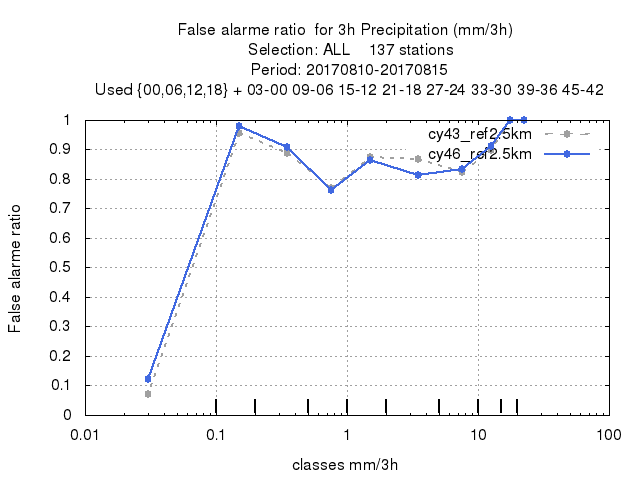 False alarme ratio  for 3h Precipitation (mm/3h)
Selection: ALL    137 stations
Period: 20170810-20170815
Used {00,06,12,18} + 03-00 09-06 15-12 21-18 27-24 33-30 39-36 45-42
cy43_ref2.5km
cy46_ref2.5km
1
0.9
0.8
0.7
0.6
0.5
0.4
0.3
0.2
0.1
0
False alarme ratio
0.01 0.1 1 10 100
classes mm/3h